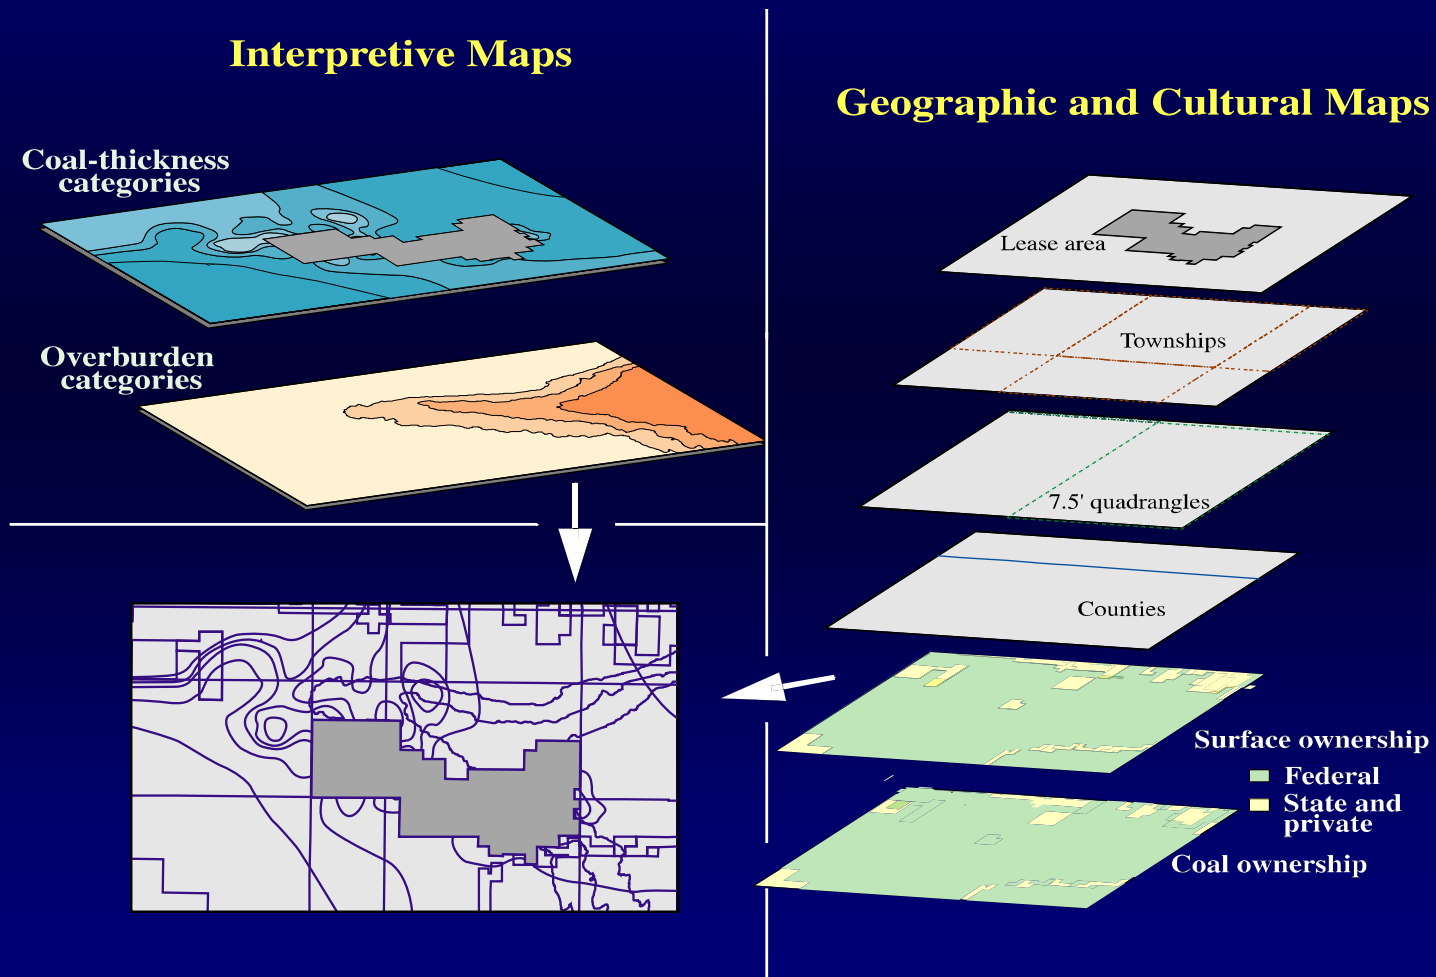 Interpretive Maps
Coal-thickness
categories
Overburden
categories
Geographic and Cultural Maps
Lease area
Townships
7.5' quadrangles
Counties
Surface ownership
Federal
State and
private
Coal ownership